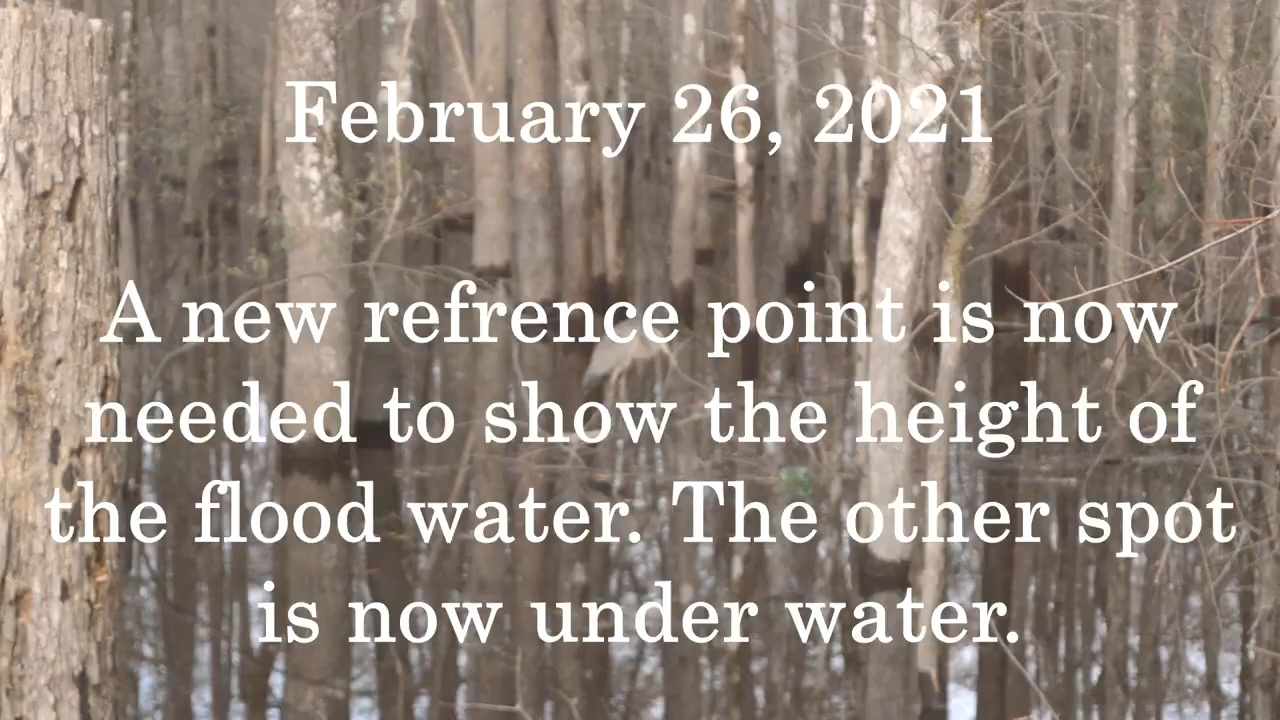 February 26, 2021
A new refrence point is now
needed to show the height of
the flood water. The other spot
is now under water.